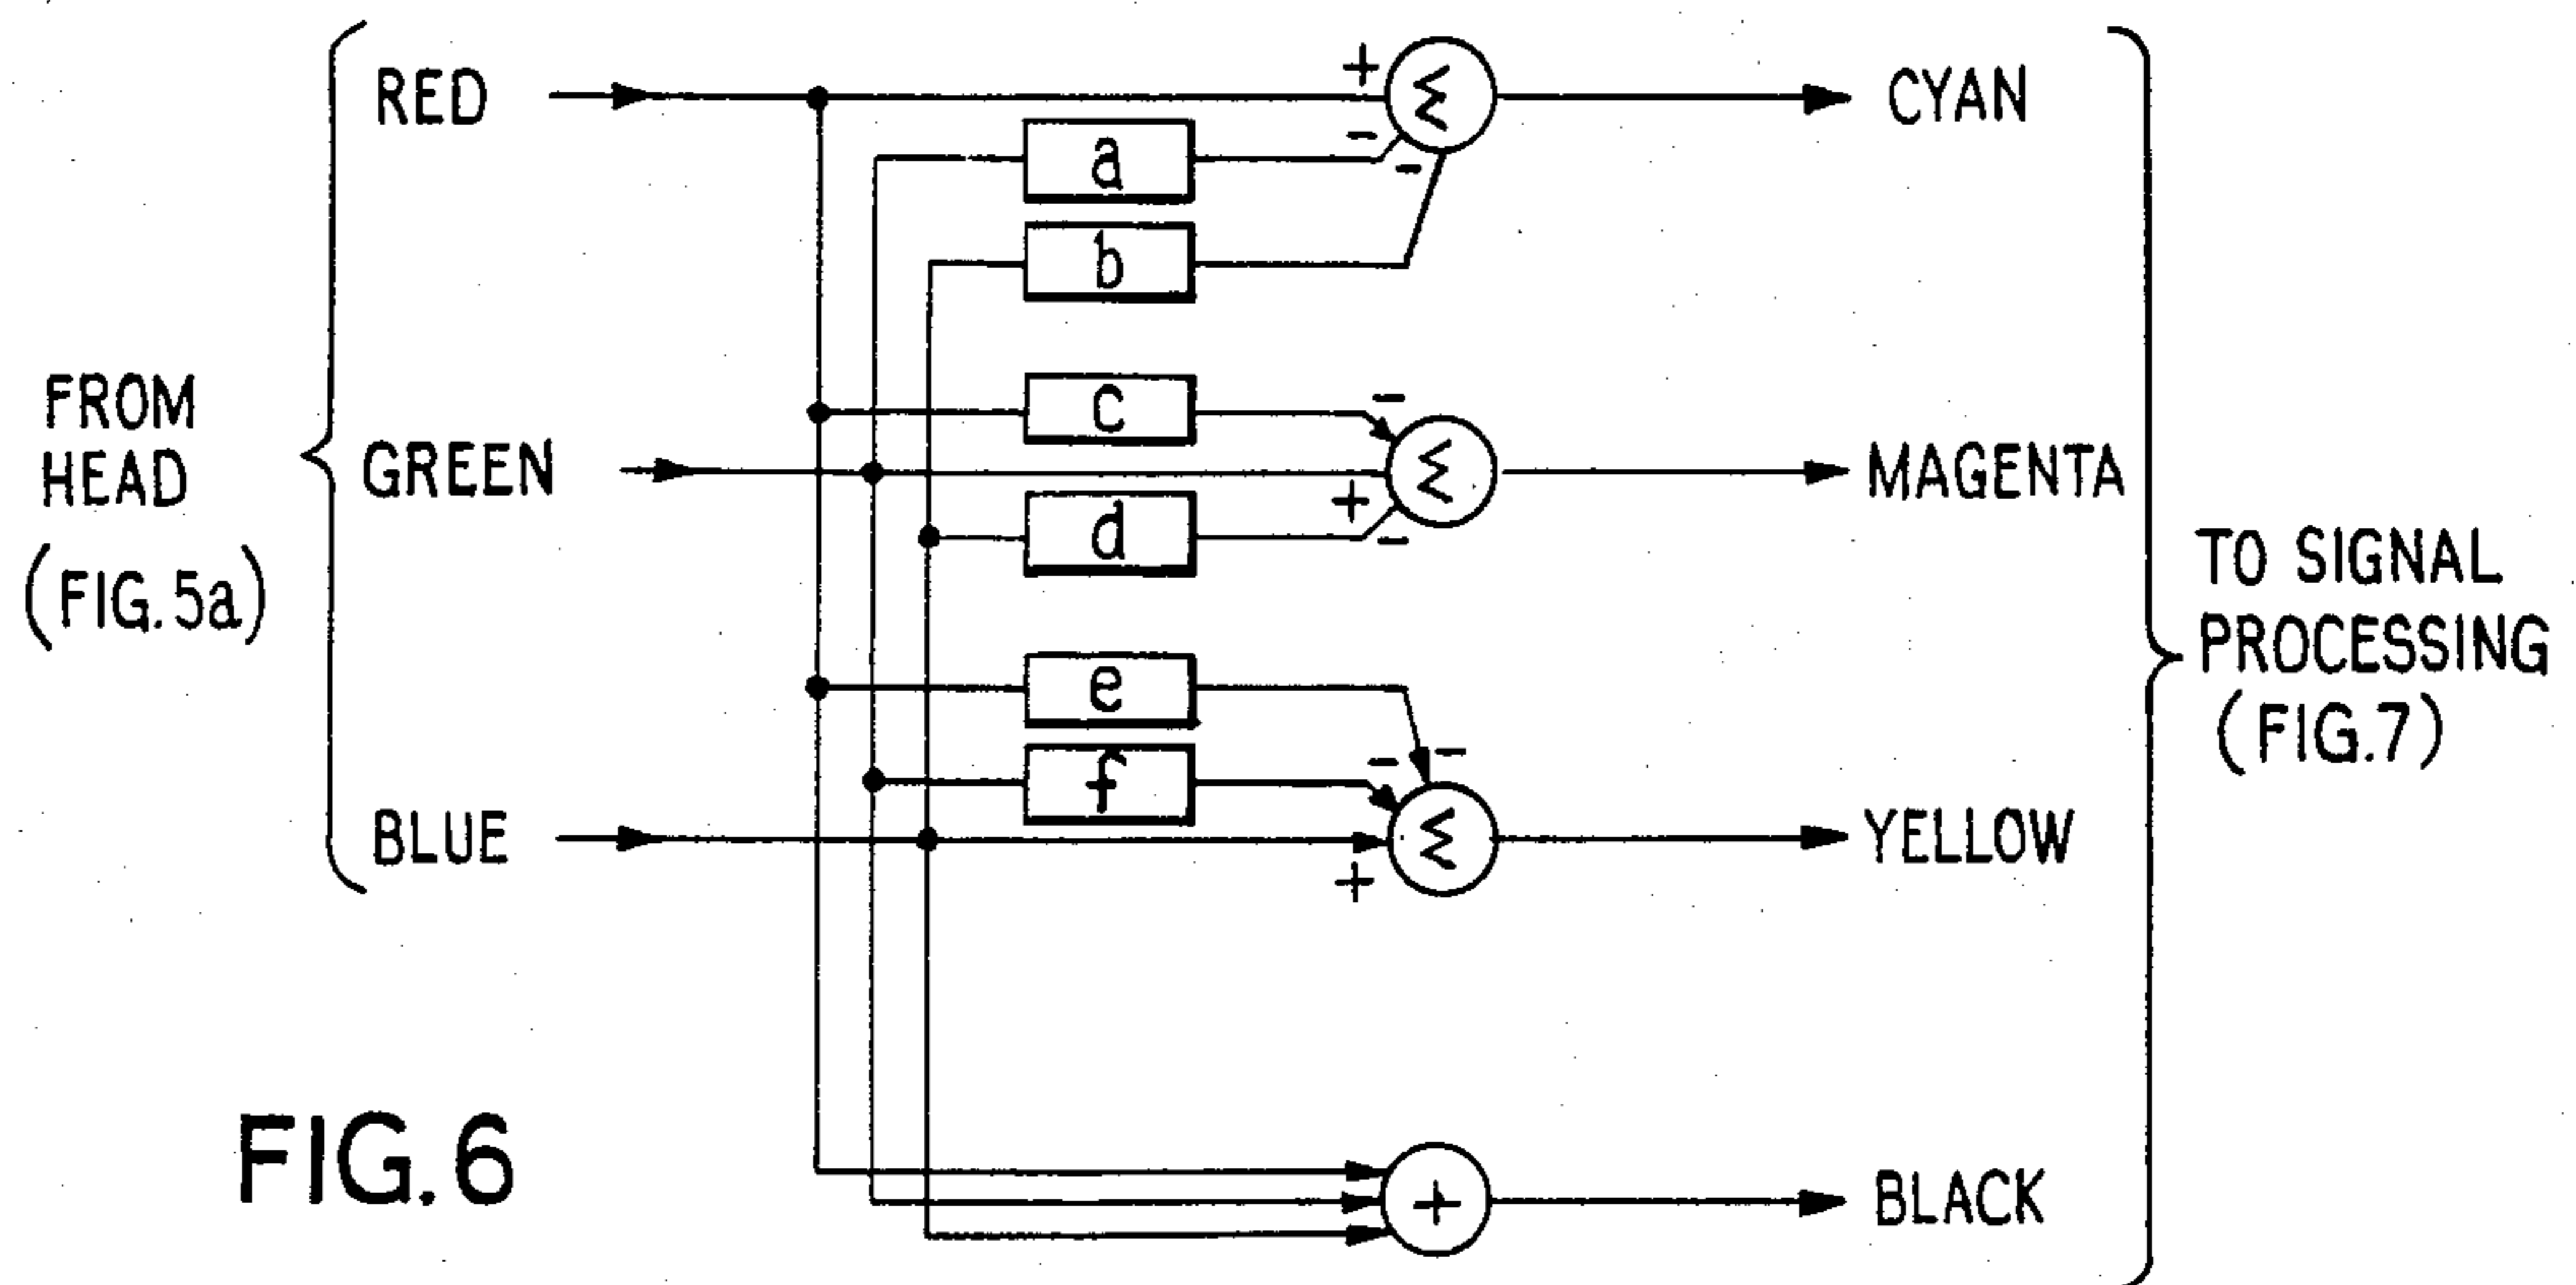 FROM
HEAD
(FIG.5a)
RED
GREEN
BLUE
+
-
-
Σ
a
b
CYAN
-
c
+
d
-
Σ
MAGENTA
e
-
f
-
+
Σ
YELLOW
+
BLACK
TO SIGNAL
PROCESSING
(FIG.7)
FIG.6